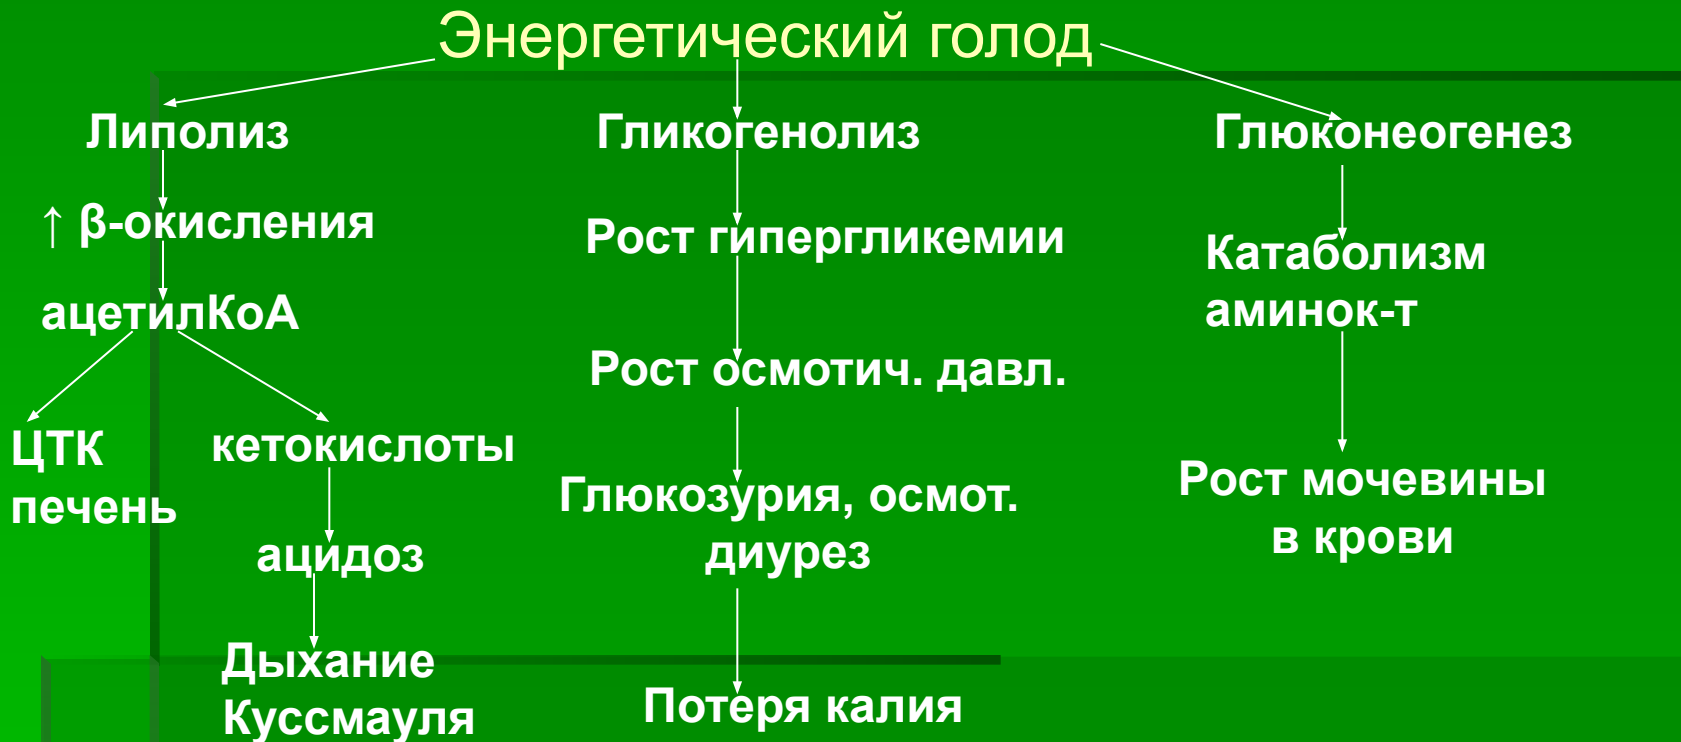 Энергетический голод
Липолиз
Гликогенолиз
Глюконеогенез
↑ β-окисления
Рост гипергликемии
Катаболизм
аминок-т
ацетилКоА
Рост осмотич. давл.
ЦТК
печень
кетокислоты
Глюкозурия, осмот.
диурез
Рост мочевины
в крови
ацидоз
Дыхание
Куссмауля
Потеря калия